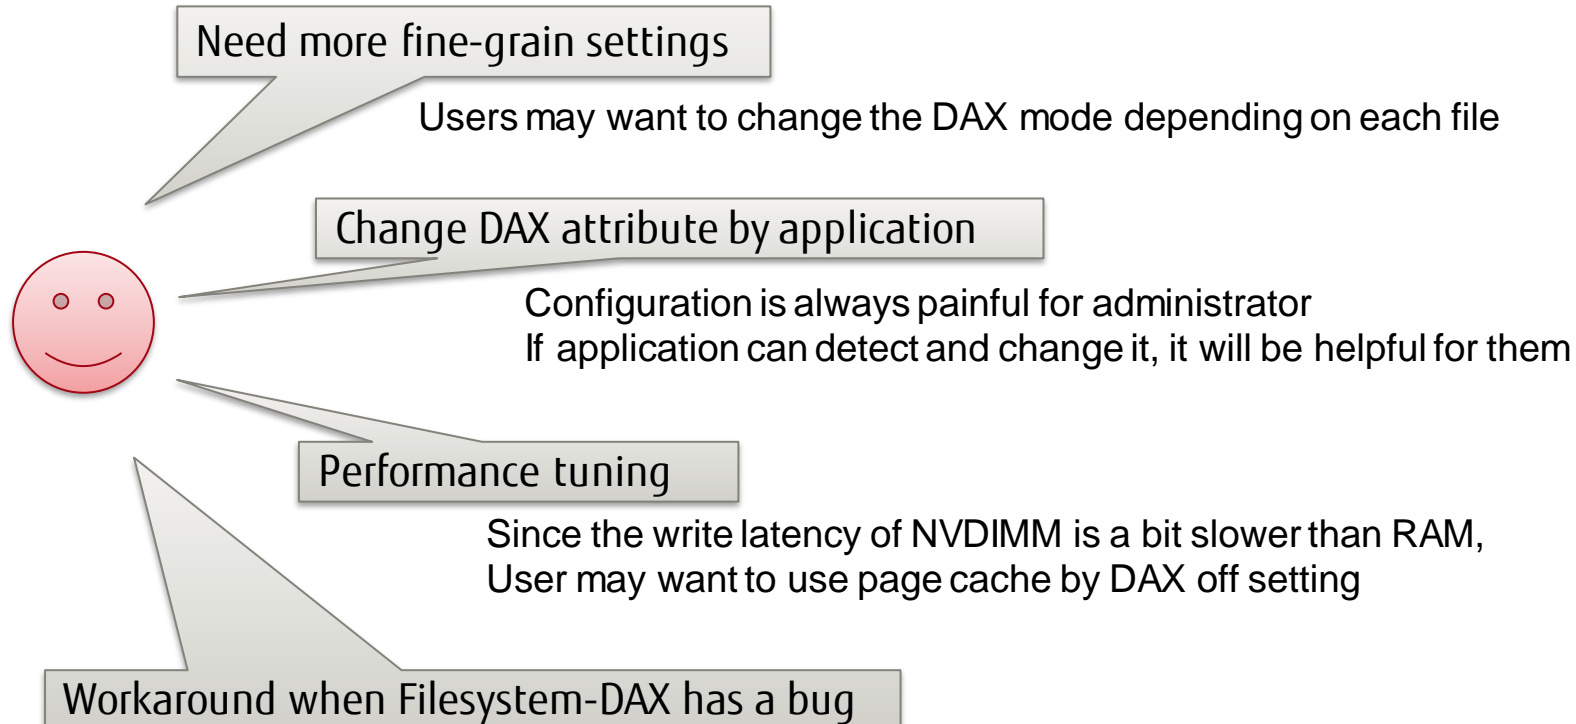 Need more fine-grain settings
Users may want to change the DAX mode depending on each file
Change DAX attribute by application
Configuration is always painful for administrator
If application can detect and change it, it will be helpful for them
Performance tuning
Since the write latency of NVDIMM is a bit slower than RAM,
User may want to use page cache by DAX off setting
Workaround when Filesystem-DAX has a bug